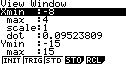 View Window
Xmin :-8
max :4
scale:1
dot :0.09523809
Ymin :-15
max :15
INIT TRIG STD STO RCL